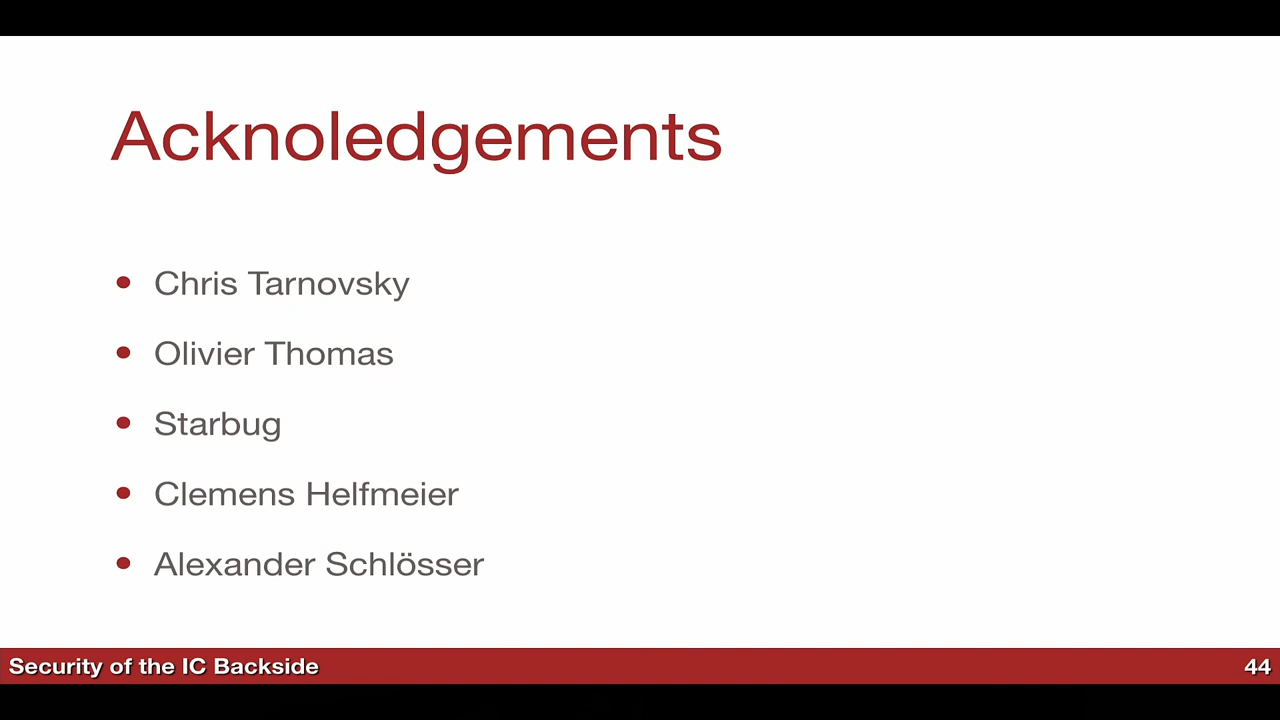 Acknoledgements
• Chris Tarnovsky
• Olivier Thomas
• Starbug
• Clemens Helfmeier
• Alexander Schlösser
Security of the IC Backside 44